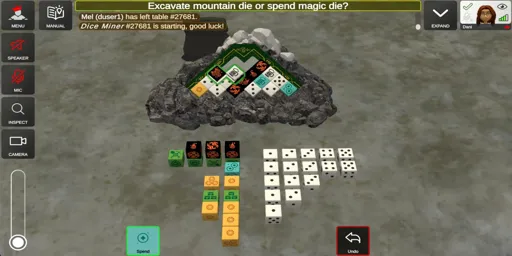 Excavate mountain die or spend magic die?
Mel (duser1) has left table #27681.
Dice Miner #27681 is starting, good luck!
MENU
MANUAL
EXPAND
SPEAKER
MIC
INSPECT
CAMERA
Spend
Undo